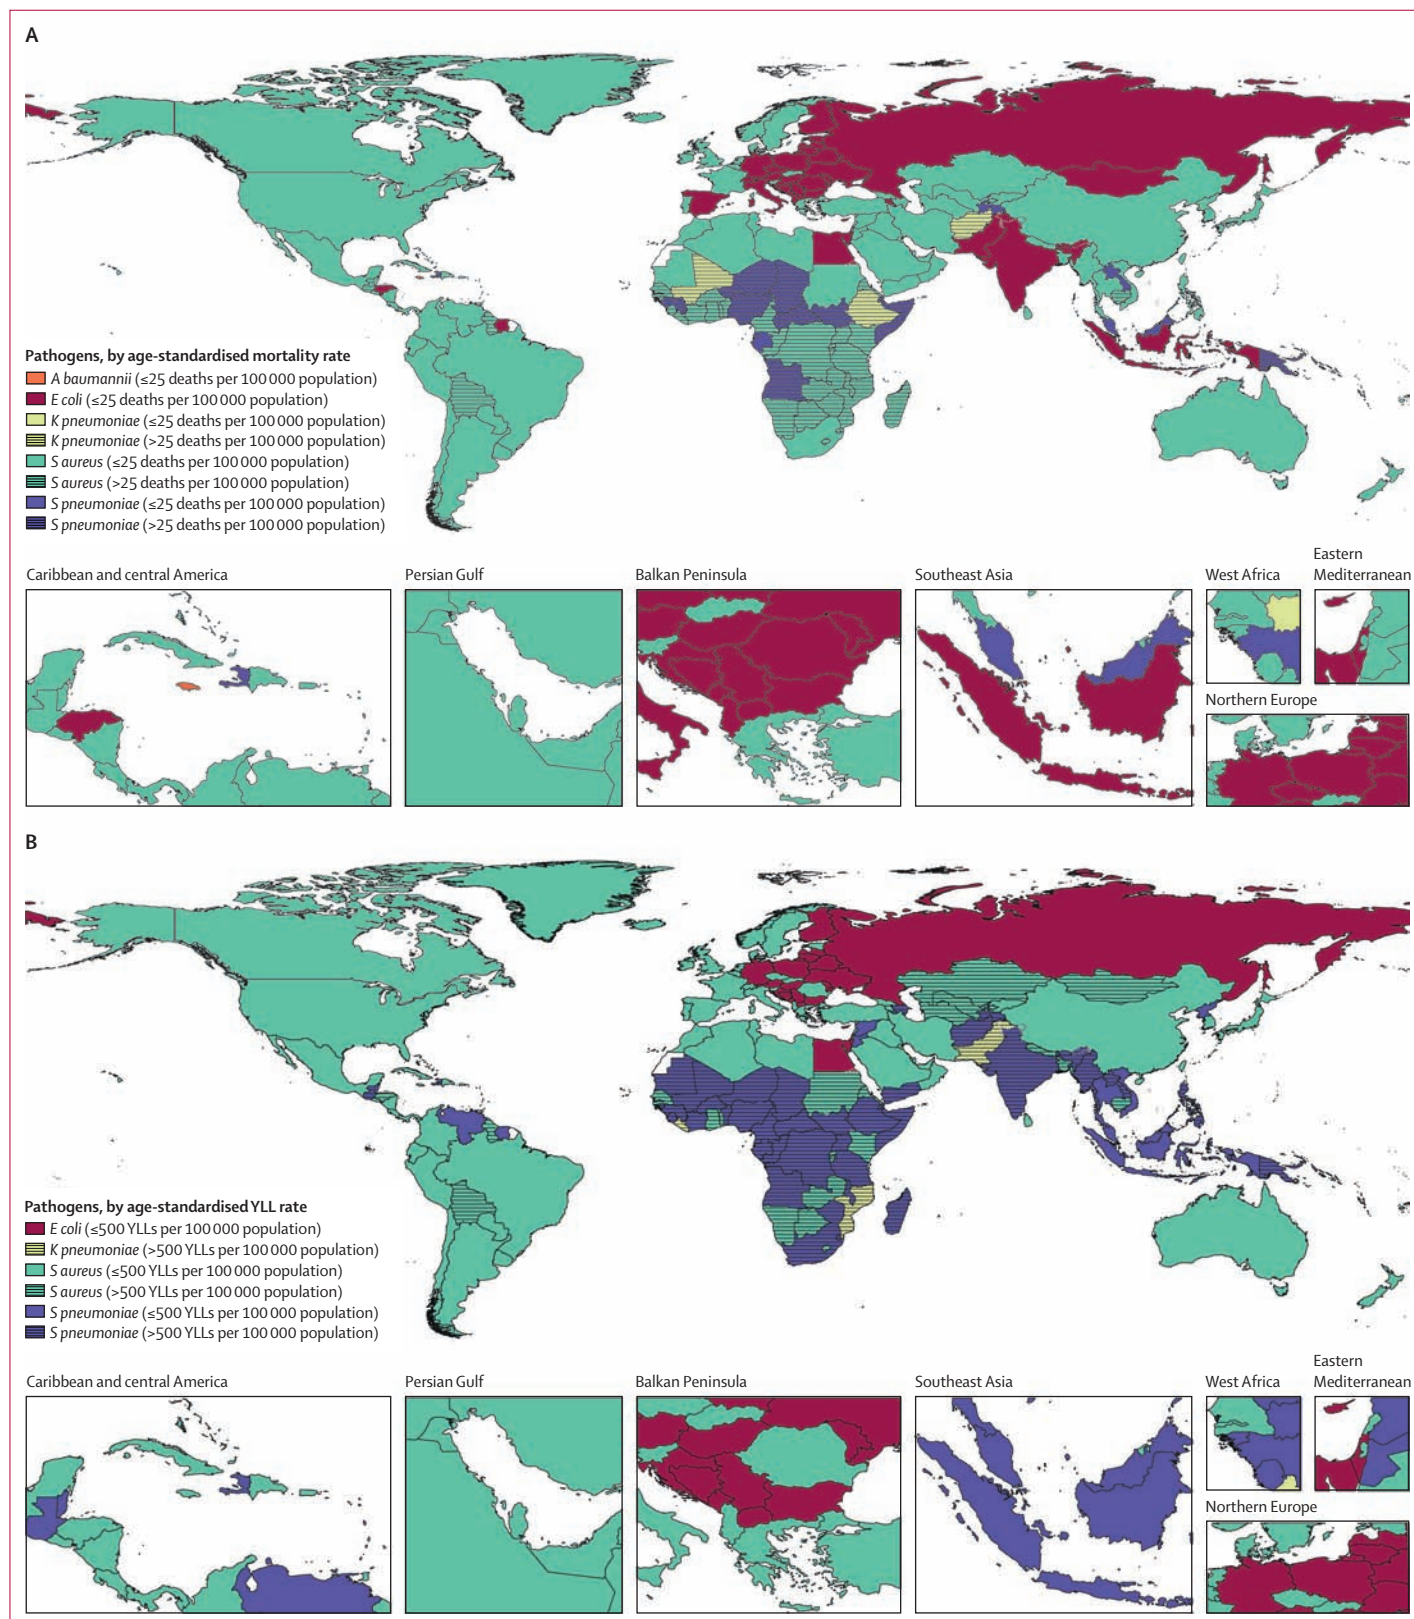 A
Pathogens, by age-standardised mortality rate
A baumannii (≤25 deaths per 100 000 population)
E coli (≤25 deaths per 100 000 population)
K pneumoniae (≤25 deaths per 100 000 population)
K pneumoniae (>25 deaths per 100 000 population)
S aureus (≤25 deaths per 100 000 population)
S aureus (>25 deaths per 100 000 population)
S pneumoniae (≤25 deaths per 100 000 population)
S pneumoniae (>25 deaths per 100 000 population)
Caribbean and central America
Persian Gulf
Balkan Peninsula
Southeast Asia
West Africa
Eastern
Mediterranean
Northern Europe
B
Pathogens, by age-standardised YLL rate
E coli (≤500 YLLs per 100 000 population)
K pneumoniae (>500 YLLs per 100 000 population)
S aureus (≤500 YLLs per 100 000 population)
S aureus (>500 YLLs per 100 000 population)
S pneumoniae (≤500 YLLs per 100 000 population)
S pneumoniae (>500 YLLs per 100 000 population)
Caribbean and central America
Persian Gulf
Balkan Peninsula
Southeast Asia
West Africa
Eastern
Mediterranean
Northern Europe